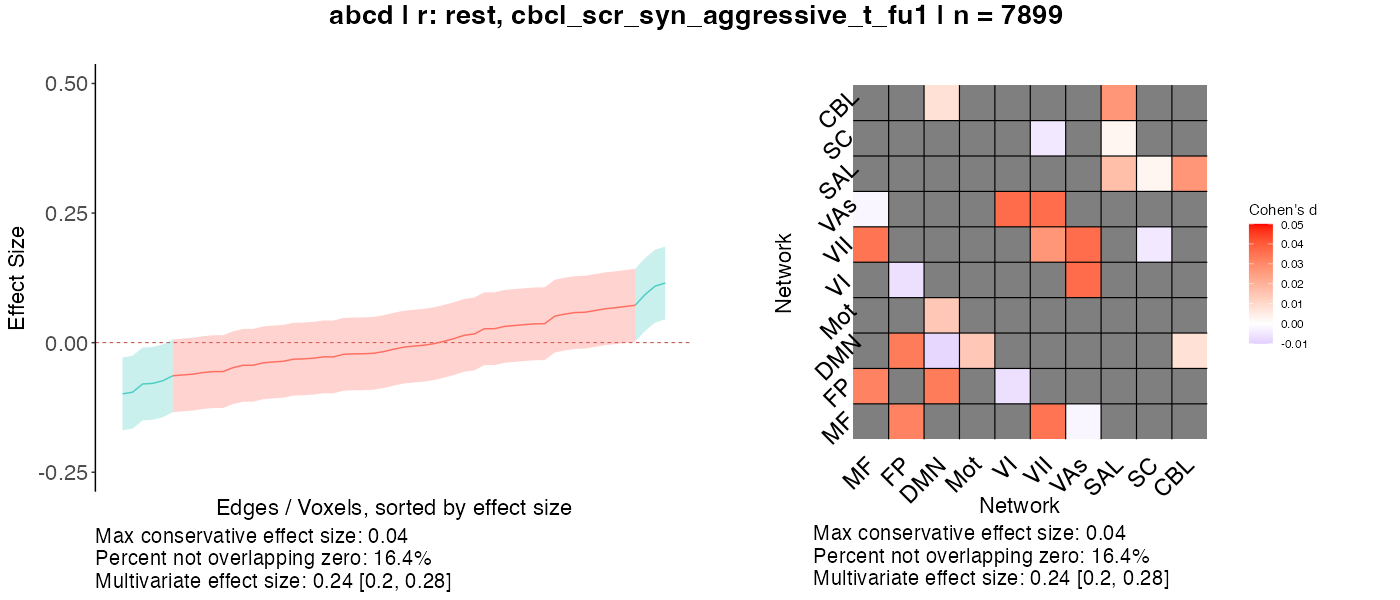 abcd | r: rest, cbcl_scr_syn_aggressive_t_fu1 | n = 7899
0.50
0.25
0.00
-0.25
Effect Size
Edges / Voxels, sorted by effect size
Max conservative effect size: 0.04
Percent not overlapping zero: 16.4%
Multivariate effect size: 0.24 [0.2, 0.28]
Network
CBL
SC
SAL
VAs
VII
VI
Mot
DMN
FP
MF
MF FP DMN Mot VI VII VAs SAL SC CBL
Network
Max conservative effect size: 0.04
Percent not overlapping zero: 16.4%
Multivariate effect size: 0.24 [0.2, 0.28]
Cohen's d
0.05
0.04
0.03
0.02
0.01
0.00
-0.01